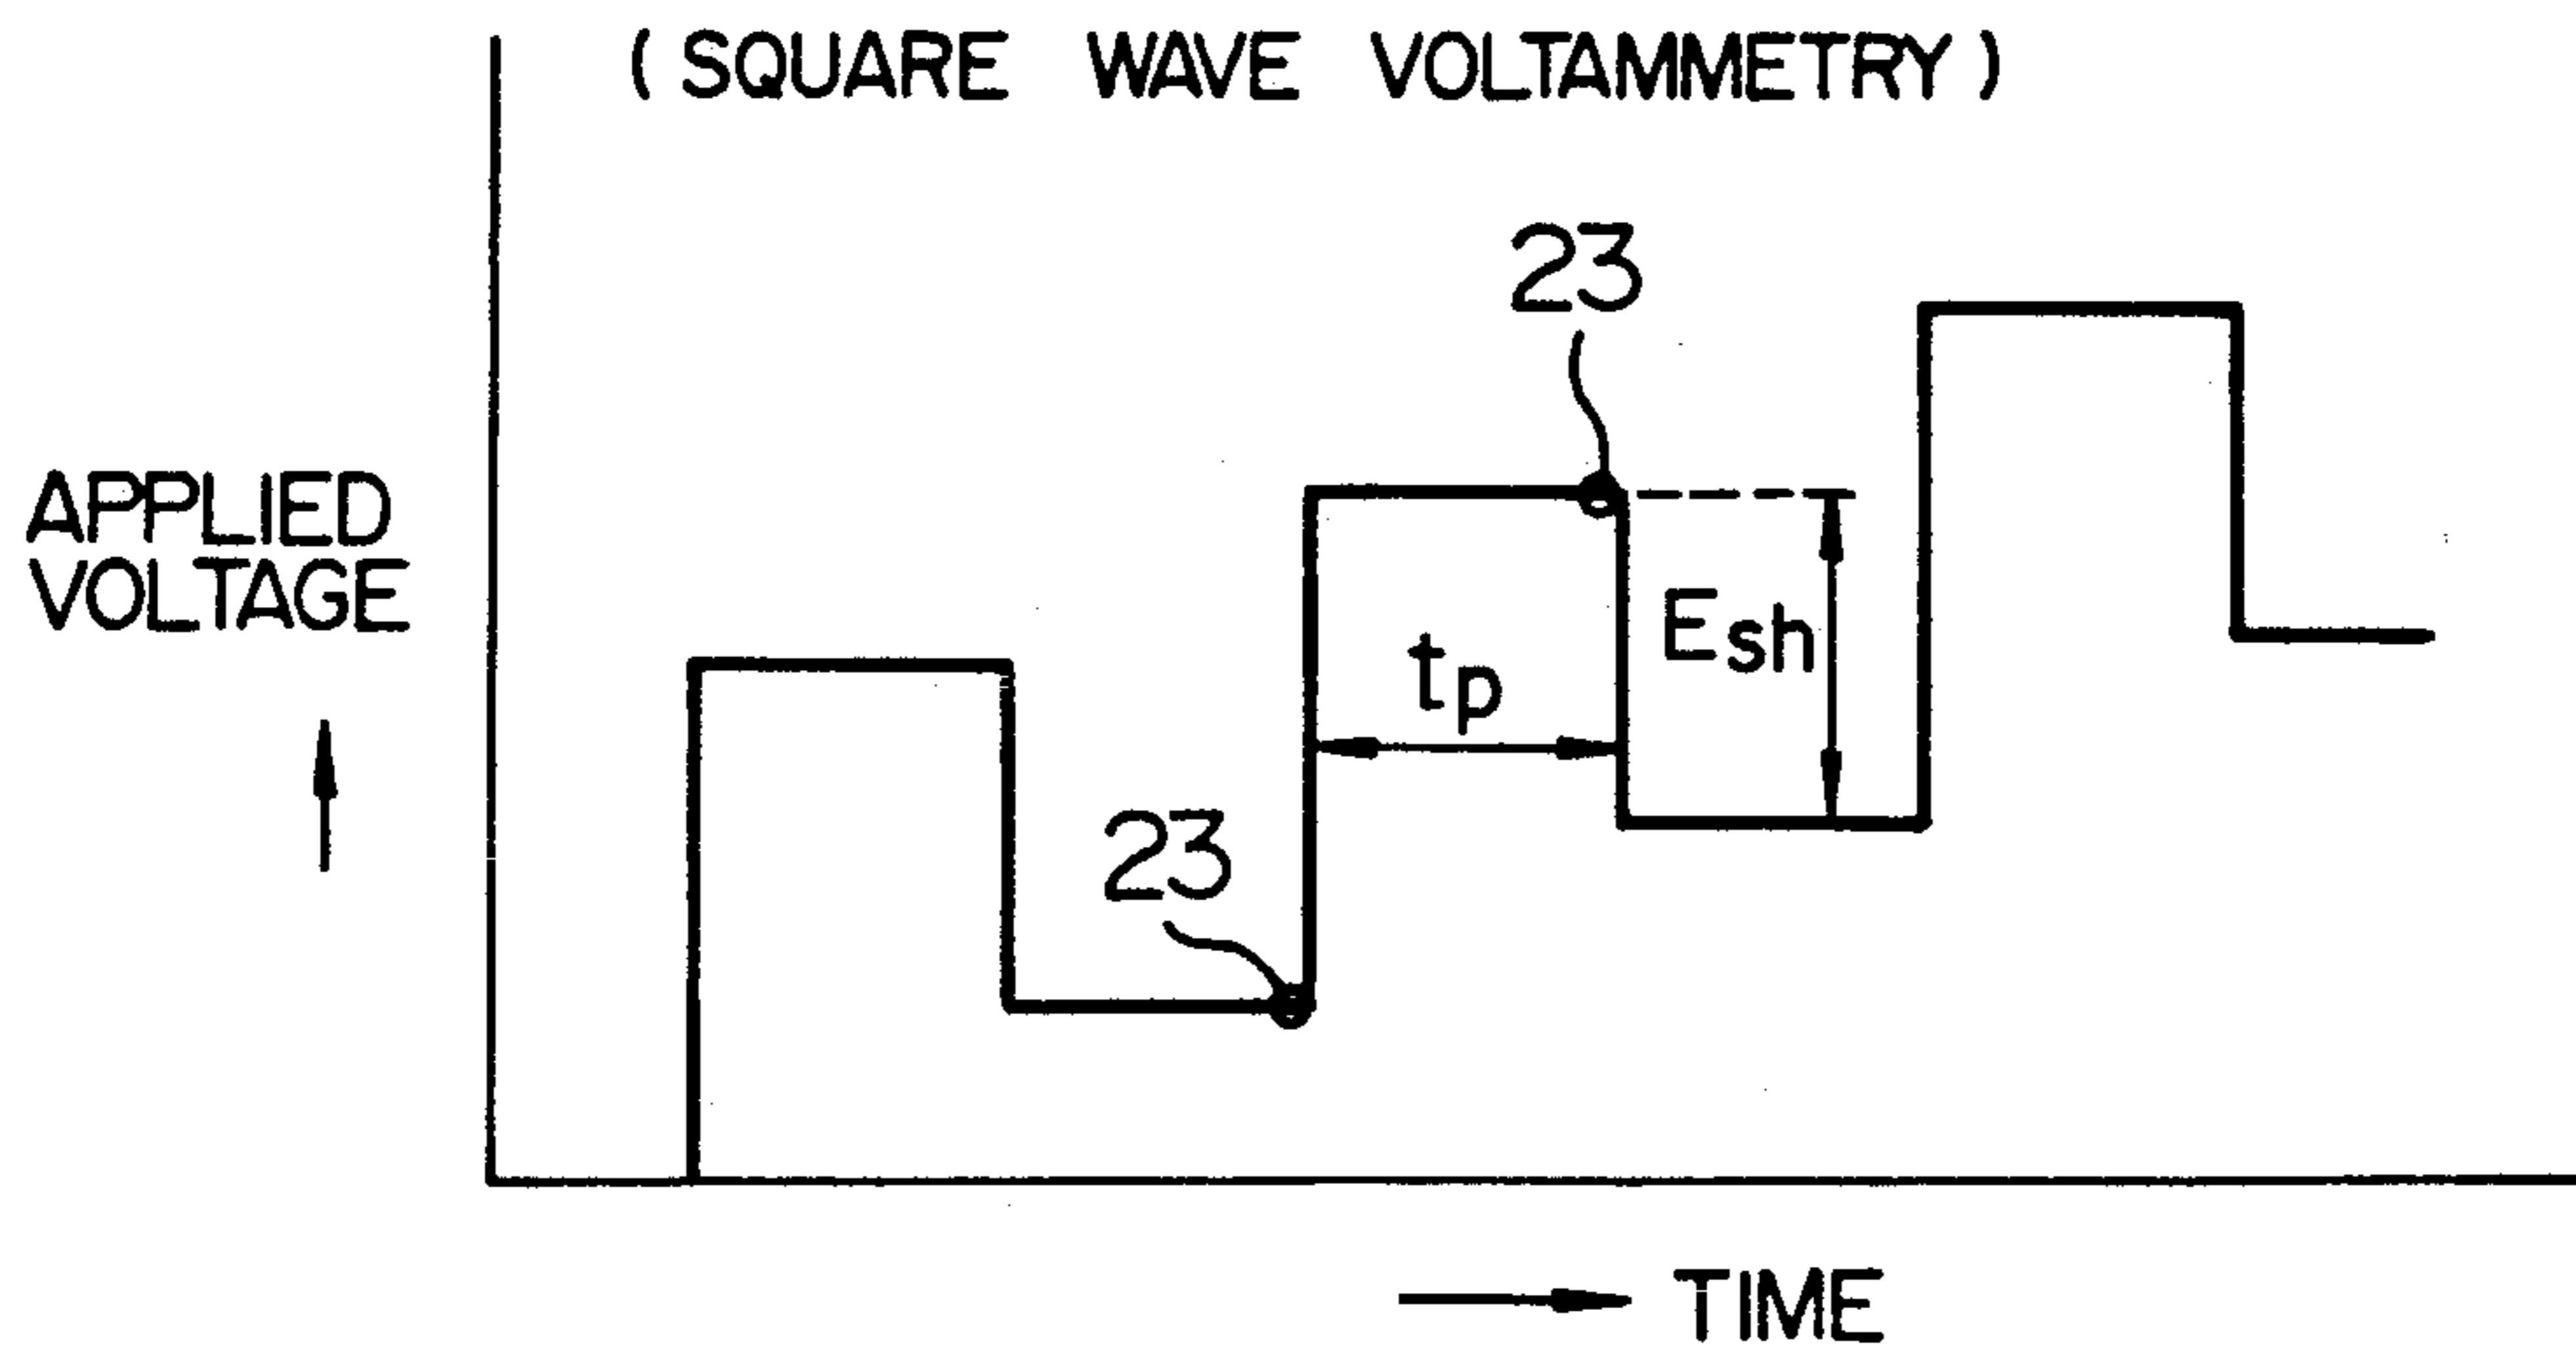 ( SQUARE WAVE VOLTAMMETRY )
23
APPLIED
VOLTAGE
Esh
tp
23
TIME